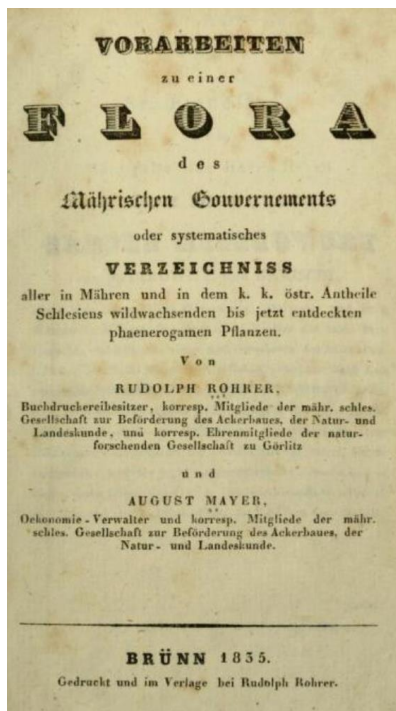 VORARBEITEN
zu einer
FLORA
des
Mährischen Gouvernements
oder systematisches
VERZEICHNISS
aller in Mähren und in dem k. k. östr. Antheile
Schlesiens wildwachsenden bis jetzt entdeckten
phaenerogamen Pflanzen.
Von
RUDOLPH ROHRER,
Buchdruckereibesitzer, korresp. Mitgliede der mähr. schles.
Gesellschaft zur Beförderung des Ackerbaues, der Natur- und
Landeskunde, und korresp. Ehrenmitgliede der natur-
forschenden Gesellschaft zu Görlitz
und
AUGUST MAYER,
Oekonomie-Verwalter und korresp. Mitgliede der mähr.
schles. Gesellschaft zur Beförderung des Ackerbaues, der
Natur- und Landeskunde.
BRÜNN 1835.
Gedruckt und im Verlage bei Rudolph Rohrer.